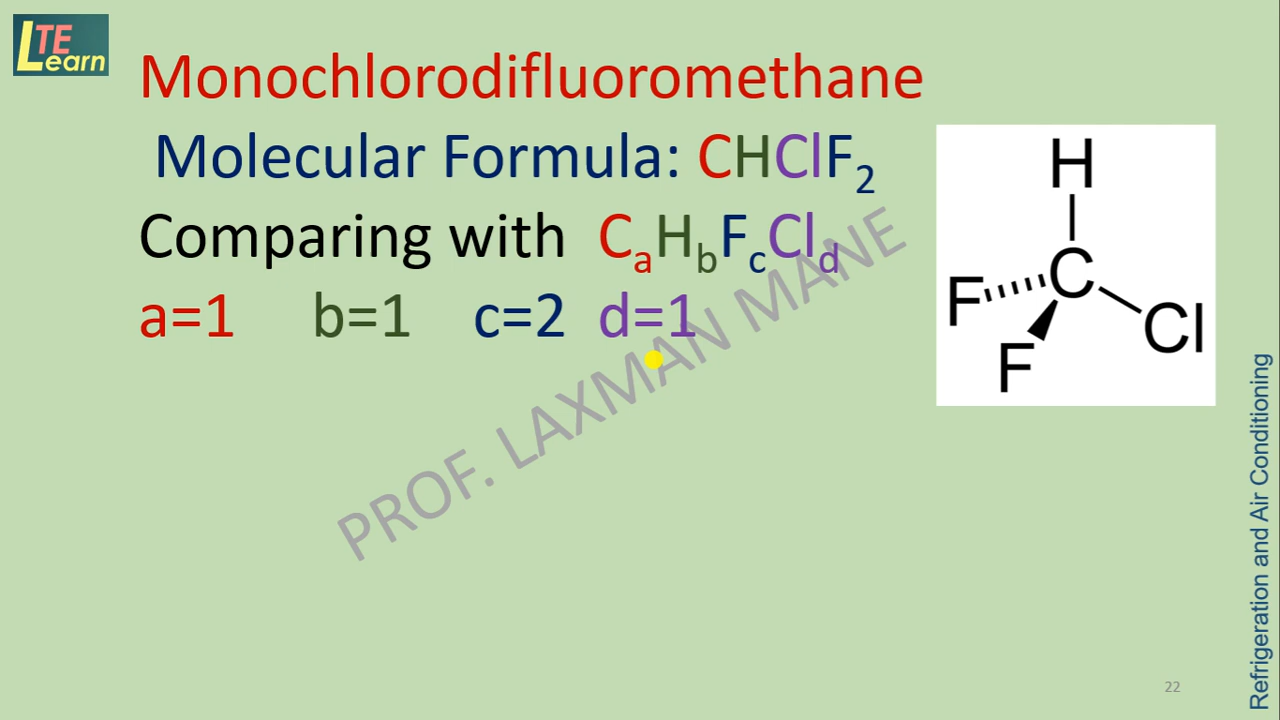 LTE
Learn
Monochlorodifluoromethane
Molecular Formula: CHClF₂
Comparing with CₐH_bF_cCl_d
a=1 b=1 c=2 d=1
PROF. LAXMAN MANE
H
C
F
F
Cl
Refrigeration and Air Conditioning
22